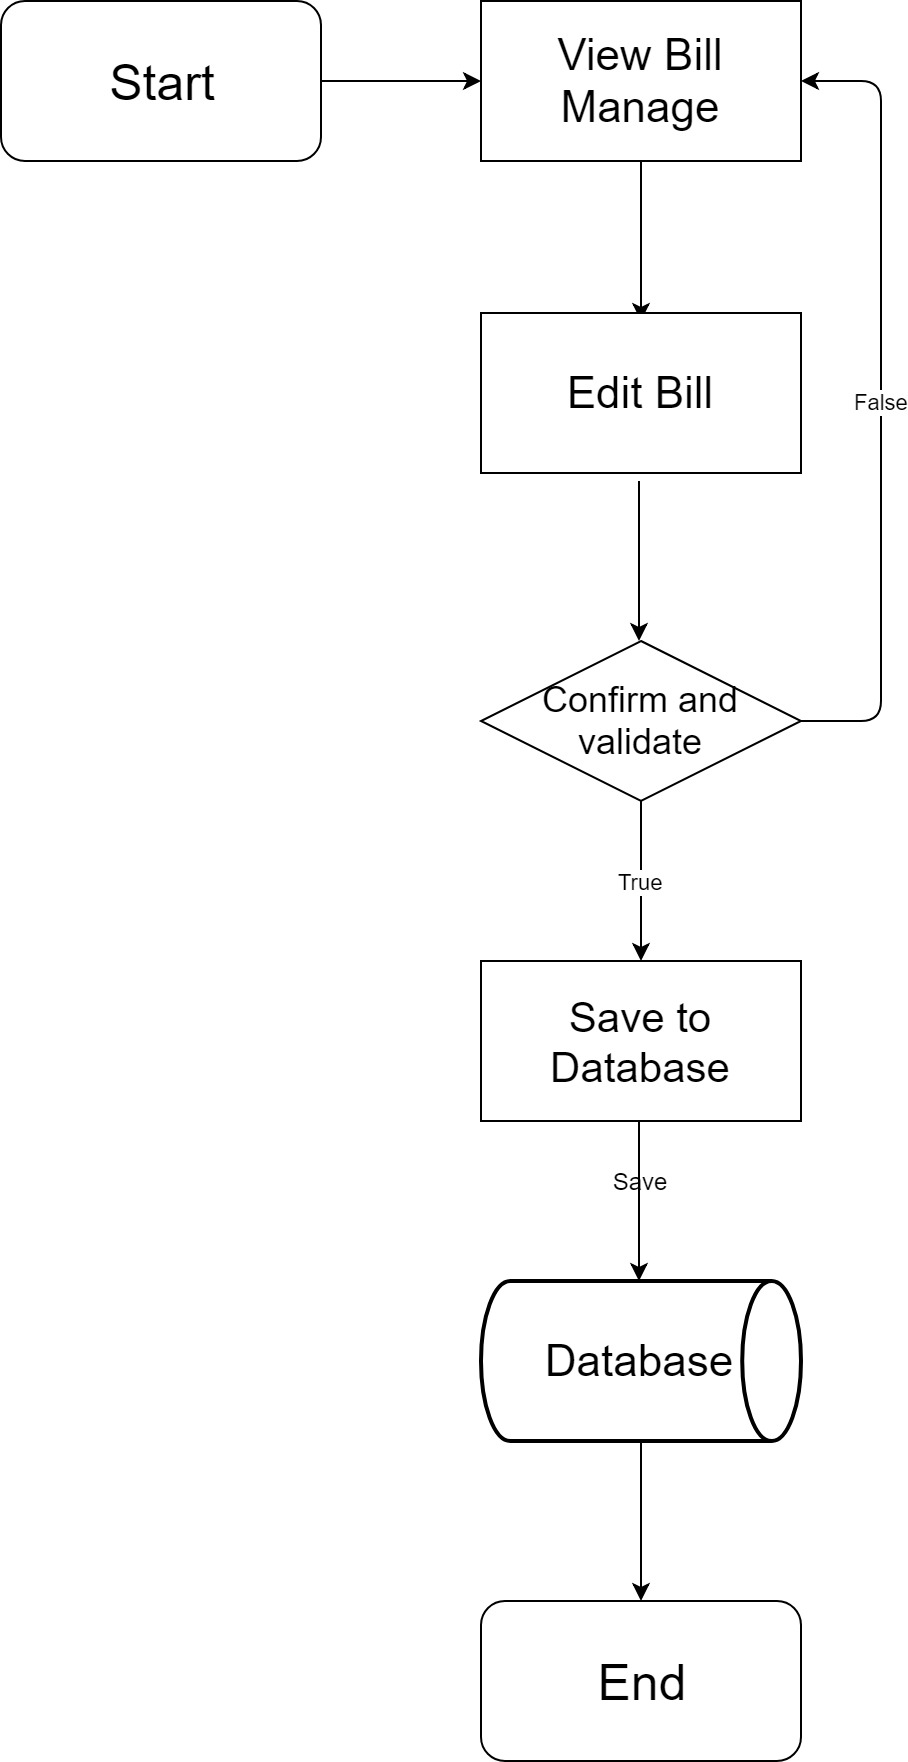 Start
View Bill
Manage
Edit Bill
False
Confirm and
validate
True
Save to
Database
Save
Database
End